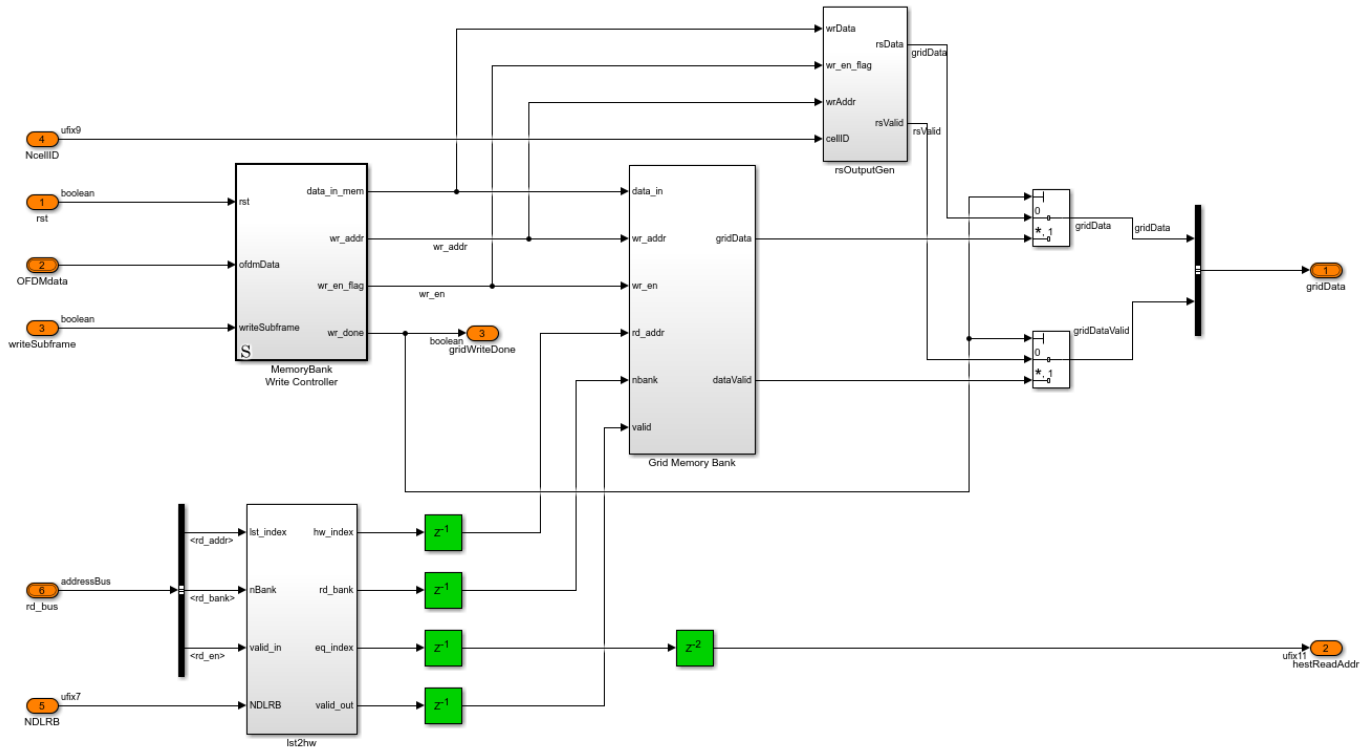 wrData
rsData
gridData
wr_en_flag
wrAddr
rsValid
rsValid
cellID
rsOutputGen
4
ufix9
NcellID
1
boolean
rst
2
OFDMdata
3
boolean
writeSubframe
rst
data_in_mem
wr_addr
ofdmData
wr_en_flag
writeSubframe
wr_done
S
MemoryBank
Write Controller
wr_addr
wr_en
boolean
3
gridWriteDone
data_in
wr_addr
gridData
wr_en
rd_addr
nbank
dataValid
valid
Grid Memory Bank
0
*, 1
gridData
gridData
gridDataValid
0
*, 1
1
gridData
6
addressBus
rd_bus
<rd_addr>
<rd_bank>
<rd_en>
5
ufix7
NDLRB
lst_index
hw_index
nBank
rd_bank
valid_in
eq_index
NDLRB
valid_out
lst2hw
z-1
z-1
z-1
z-1
z-2
ufix11
2
hestReadAddr